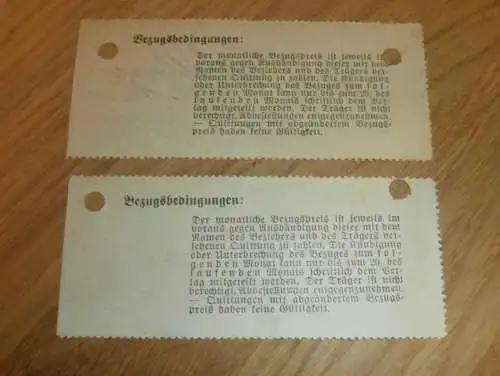 Bezugsbedingungen:
Der monatliche Bezugspreis ist jeweils im
voraus gegen Aushändigung dieser mit dem
Namen des Beziehers und des Trägers ver-
sehenen Quittung zu zahlen. Die Kündigung
oder Unterbrechung des Bezuges zum fol-
genden Monat kann nur bis zum 20. des
laufenden Monats schriftlich dem Ver-
lag mitgeteilt werden. Der Träger ist nicht
berechtigt, Abbestellungen entgegenzunehmen.
— Quittungen mit abgeändertem Bezugs-
preis haben keine Gültigkeit.
Bezugsbedingungen:
Der monatliche Bezugspreis ist jeweils im
voraus gegen Aushändigung dieser mit dem
Namen des Beziehers und des Trägers ver-
sehenen Quittung zu zahlen. Die Kündigung
oder Unterbrechung des Bezuges zum fol-
genden Monat kann nur bis zum 20. des
laufenden Monats schriftlich dem Ver-
lag mitgeteilt werden. Der Träger ist nicht
berechtigt, Abbestellungen entgegenzunehmen.
— Quittungen mit abgeändertem Bezugs-
preis haben keine Gültigkeit.